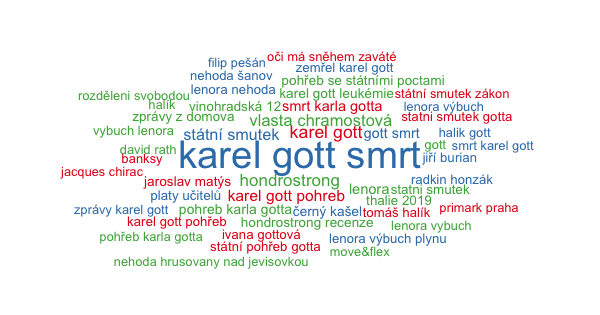 oči má sněhem zaváté
filip pešán
zemřel karel gott
nehoda šanov
pohřeb se státními poctami
lenora nehoda
karel gott leukémie
státní smutek zákon
rozděleni svobodou
halík
vinohradská 12
smrt karla gotta
lenora výbuch
zprávy z domova
vlasta chramostová
statni smutek gotta
vybuch lenora
státní smutek
karel gott
gott smrt
halik gott
david rath
karel gott smrt
gott
smrt karel gott
banksy
jiří burian
jacques chirac
jaroslav matýs
hondrostrong
radkin honzák
platy učitelů
karel gott pohreb
lenora
statni smutek
thalie 2019
zprávy karel gott
pohreb karla gotta
černý kašel
tomáš halík
primark praha
karel gott pohřeb
hondrostrong recenze
lenora vybuch
pohřeb karla gotta
ivana gottová
lenora výbuch plynu
státní pohřeb gotta
move&flex
nehoda hrusovany nad jevisovkou